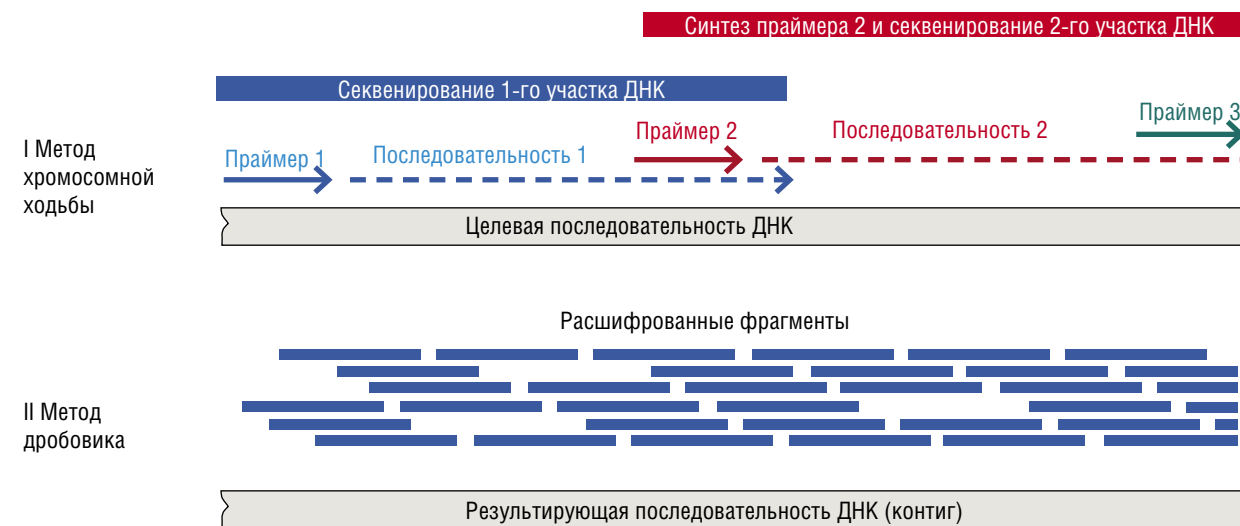 Синтез праймера 2 и секвенирование 2-го участка ДНК
Секвенирование 1-го участка ДНК
I Метод
хромосомной
ходьбы
Праймер 1
Последовательность 1
Праймер 2
Последовательность 2
Праймер 3
Целевая последовательность ДНК
Расшифрованные фрагменты
II Метод
дробовика
Результирующая последовательность ДНК (контиг)